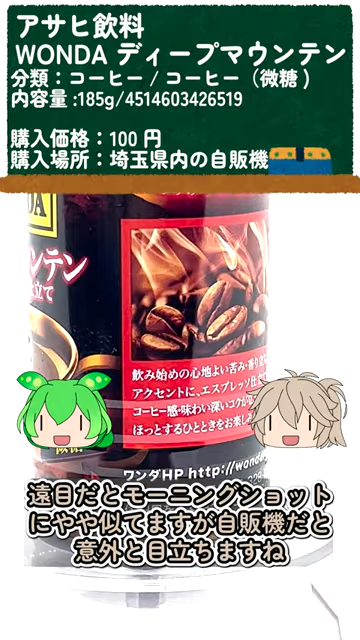 アサヒ飲料
WONDA ディープマウンテン
分類：コーヒー / コーヒー（微糖）
内容量:185g/4514603426519
購入価格：100 円
購入場所：埼玉県内の自販機
DA
ンテン
立て
飲み始めの心地よい苦み・香り
アクセントに、エスプレッソ仕
コーヒー感・味わい深いコクが
ほっとするひとときをお楽しみ
ワンダHP http://wonda
遠目だとモーニングショット
にやや似てますが自販機だと
意外と目立ちますね